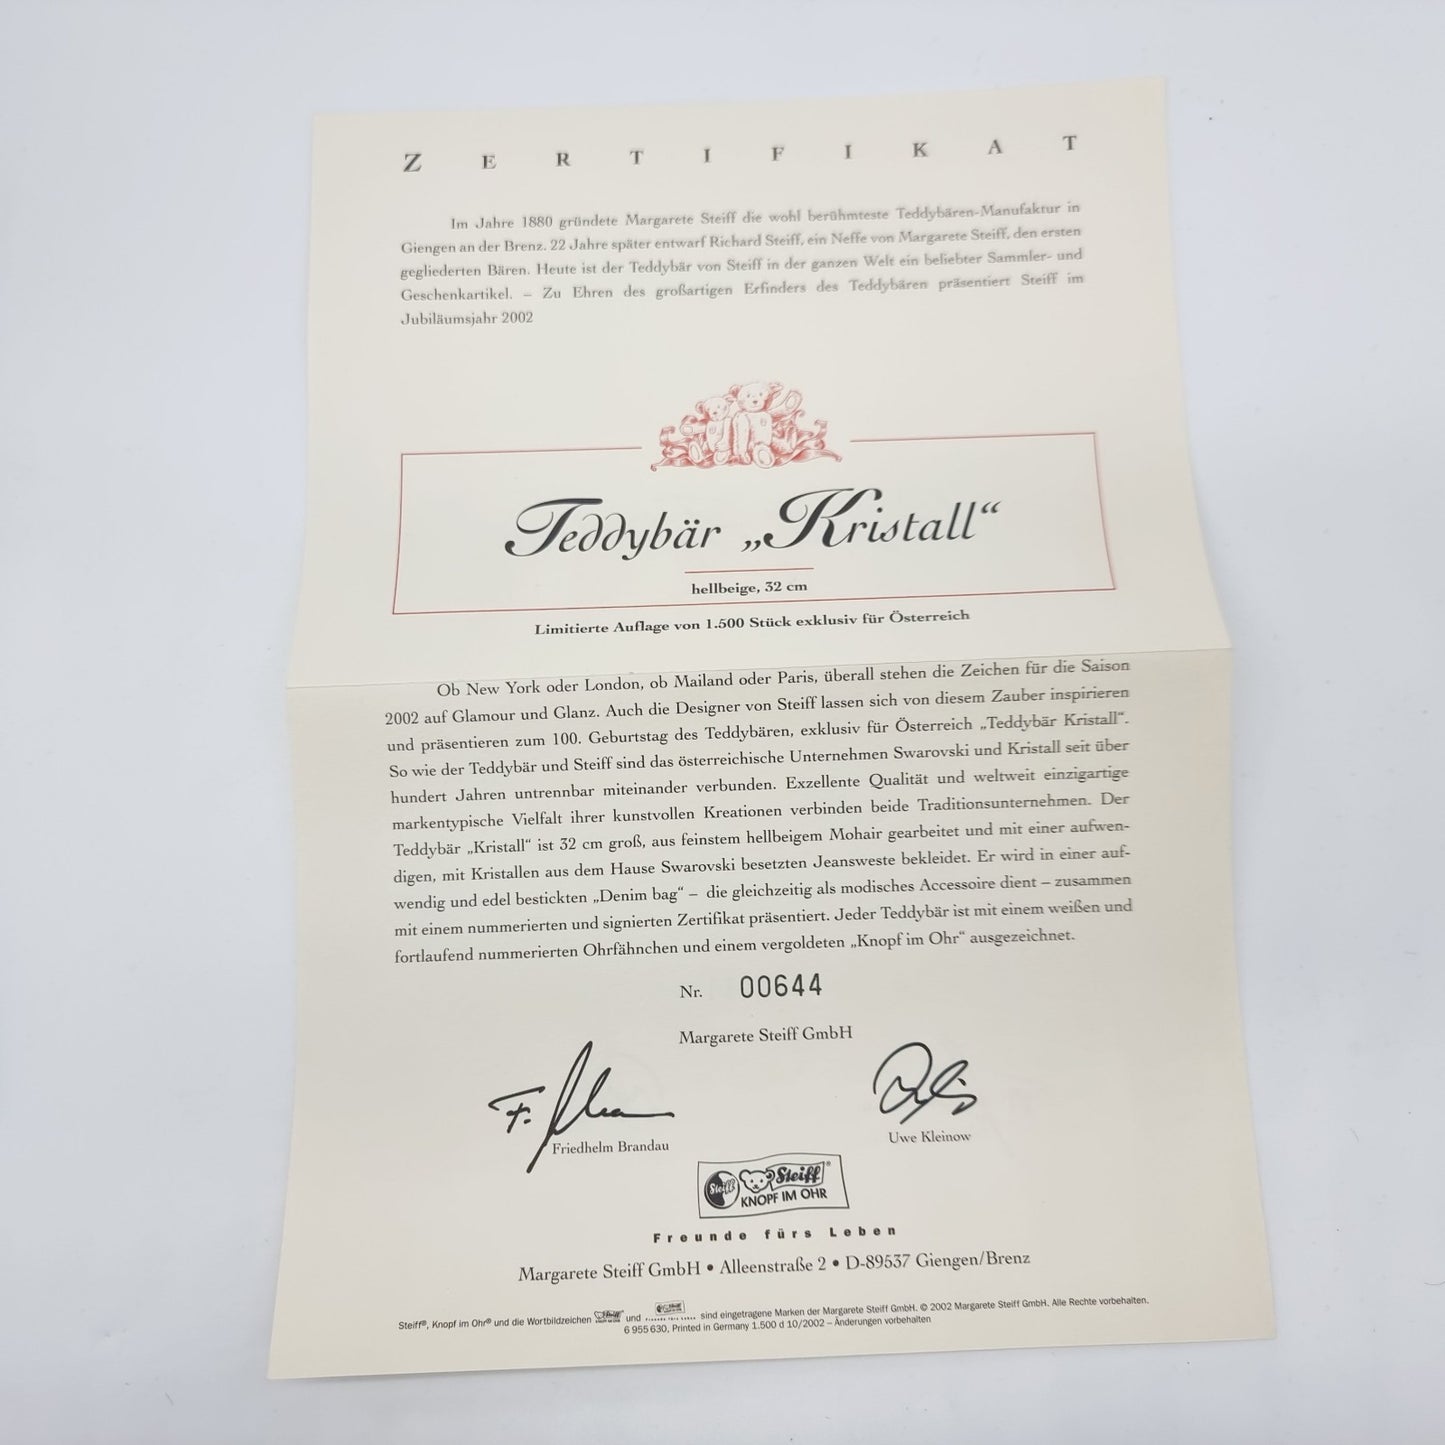 ZERTIFIKAT
Im Jahre 1880 gründete Margarete Steiff die wohl berühmteste Teddybären-Manufaktur in
Giengen an der Brenz. 22 Jahre später entwarf Richard Steiff, ein Neffe von Margarete Steiff, den ersten
gegliederten Bären. Heute ist der Teddybär von Steiff in der ganzen Welt ein beliebter Sammler- und
Geschenkartikel. – Zu Ehren des großartigen Erfinders des Teddybären präsentiert Steiff im
Jubiläumsjahr 2002
Teddybär „Kristall“
hellbeige, 32 cm
Limitierte Auflage von 1.500 Stück exklusiv für Österreich
Ob New York oder London, ob Mailand oder Paris, überall stehen die Zeichen für die Saison
2002 auf Glamour und Glanz. Auch die Designer von Steiff lassen sich von diesem Zauber inspirieren
und präsentieren zum 100. Geburtstag des Teddybären, exklusiv für Österreich „Teddybär Kristall“.
So wie der Teddybär und Steiff sind das österreichische Unternehmen Swarovski und Kristall seit über
hundert Jahren untrennbar miteinander verbunden. Exzellente Qualität und weltweit einzigartige
markentypische Vielfalt ihrer kunstvollen Kreationen verbinden beide Traditionsunternehmen. Der
Teddybär „Kristall“ ist 32 cm groß, aus feinstem hellbeigem Mohair gearbeitet und mit einer aufwen-
digen, mit Kristallen aus dem Hause Swarovski besetzten Jeansweste bekleidet. Er wird in einer auf-
wendig und edel bestickten „Denim bag“ – die gleichzeitig als modisches Accessoire dient – zusammen
mit einem nummerierten und signierten Zertifikat präsentiert. Jeder Teddybär ist mit einem weißen und
fortlaufend nummerierten Ohrfähnchen und einem vergoldeten „Knopf im Ohr“ ausgezeichnet.
Nr. 00644
Margarete Steiff GmbH
Friedhelm Brandau
Uwe Kleinow
Steiff Steiff®
KNOPF IM OHR
Freunde fürs Leben
Margarete Steiff GmbH • Alleenstraße 2 • D-89537 Giengen/Brenz
Steiff®, Knopf im Ohr® und die Wortbildzeichen und sind eingetragene Marken der Margarete Steiff GmbH. © 2002 Margarete Steiff GmbH. Alle Rechte vorbehalten.
6 955 630, Printed in Germany 1.500 d 10/2002 – Änderungen vorbehalten